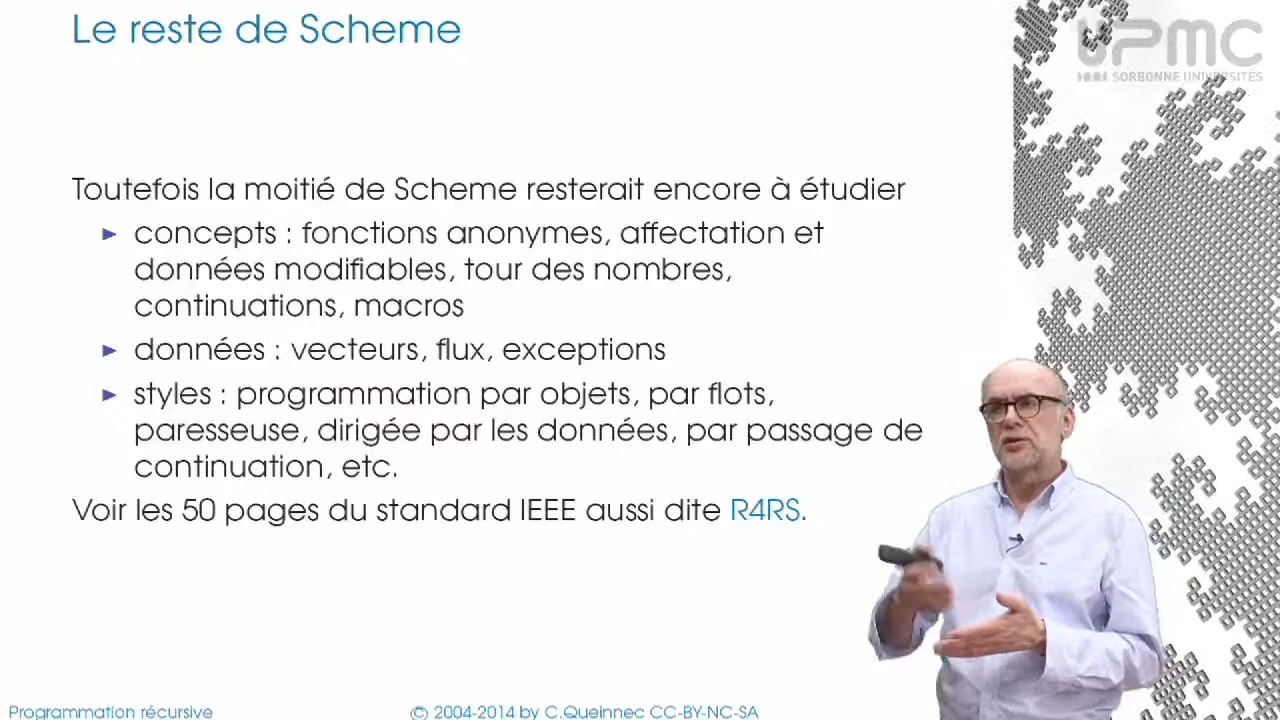 Le reste de Scheme
UPMC
SORBONNE UNIVERSITÉS
Toutefois la moitié de Scheme resterait encore à étudier
► concepts : fonctions anonymes, affectation et
données modifiables, tour des nombres,
continuations, macros
► données : vecteurs, flux, exceptions
► styles : programmation par objets, par flots,
paresseuse, dirigée par les données, par passage de
continuation, etc.
Voir les 50 pages du standard IEEE aussi dite R4RS.
Programmation récursive
© 2004-2014 by C.Queinnec CC-BY-NC-SA